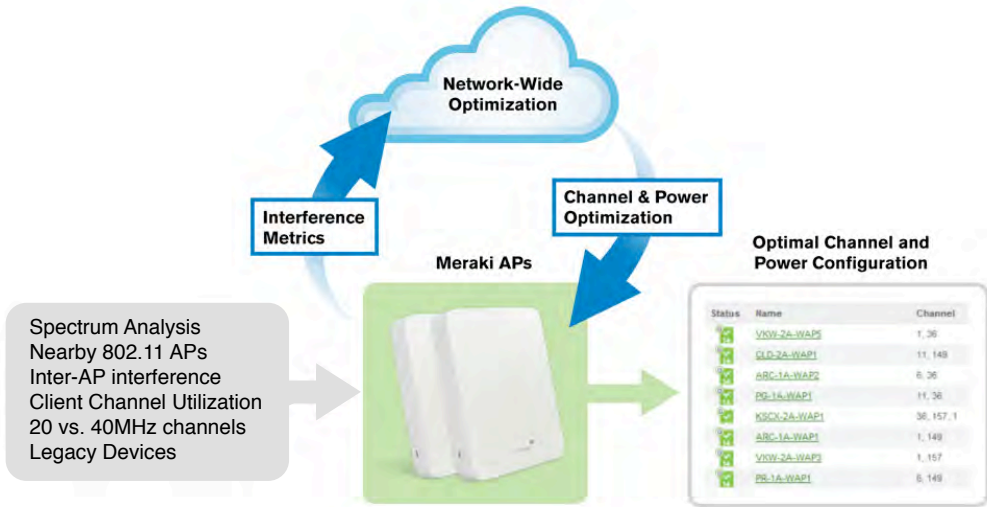 Network-Wide
Optimization
Interference
Metrics
Channel & Power
Optimization
Meraki APs
Optimal Channel and
Power Configuration
Spectrum Analysis
Nearby 802.11 APs
Inter-AP interference
Client Channel Utilization
20 vs. 40MHz channels
Legacy Devices
Status Name Channel
VKW-2A-WAP5 1, 36
CLD-2A-WAP1 11, 149
ARC-1A-WAP2 6, 36
PG-1A-WAP1 11, 36
KSCX-2A-WAP1 36, 157, 1
ARC-1A-WAP1 1, 149
VKW-2A-WAP3 1, 157
PR-1A-WAP1 6, 149